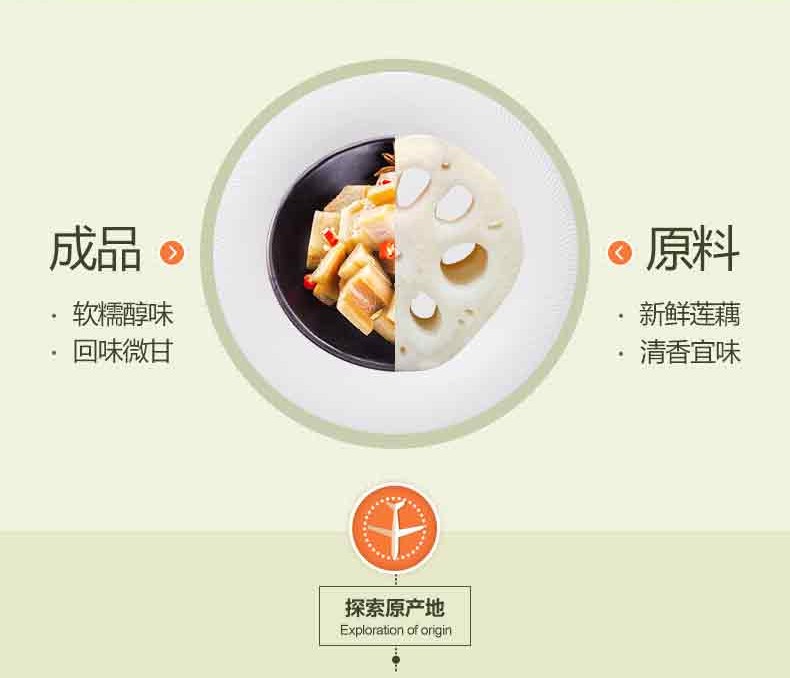 成品
· 软糯醇味
· 回味微甘
原料
· 新鲜莲藕
· 清香宜味
探索原产地
Exploration of origin